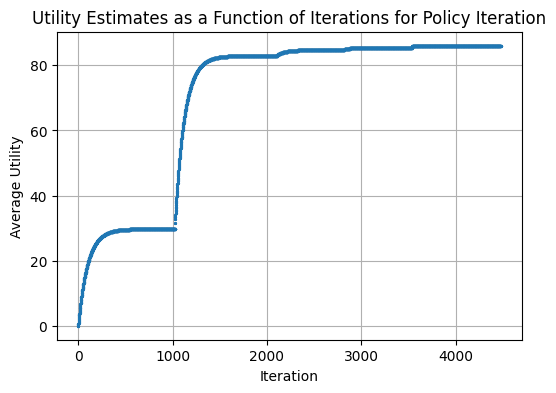 Utility Estimates as a Function of Iterations for Policy Iteration
80
60
40
20
0
Average Utility
0 1000 2000 3000 4000
Iteration